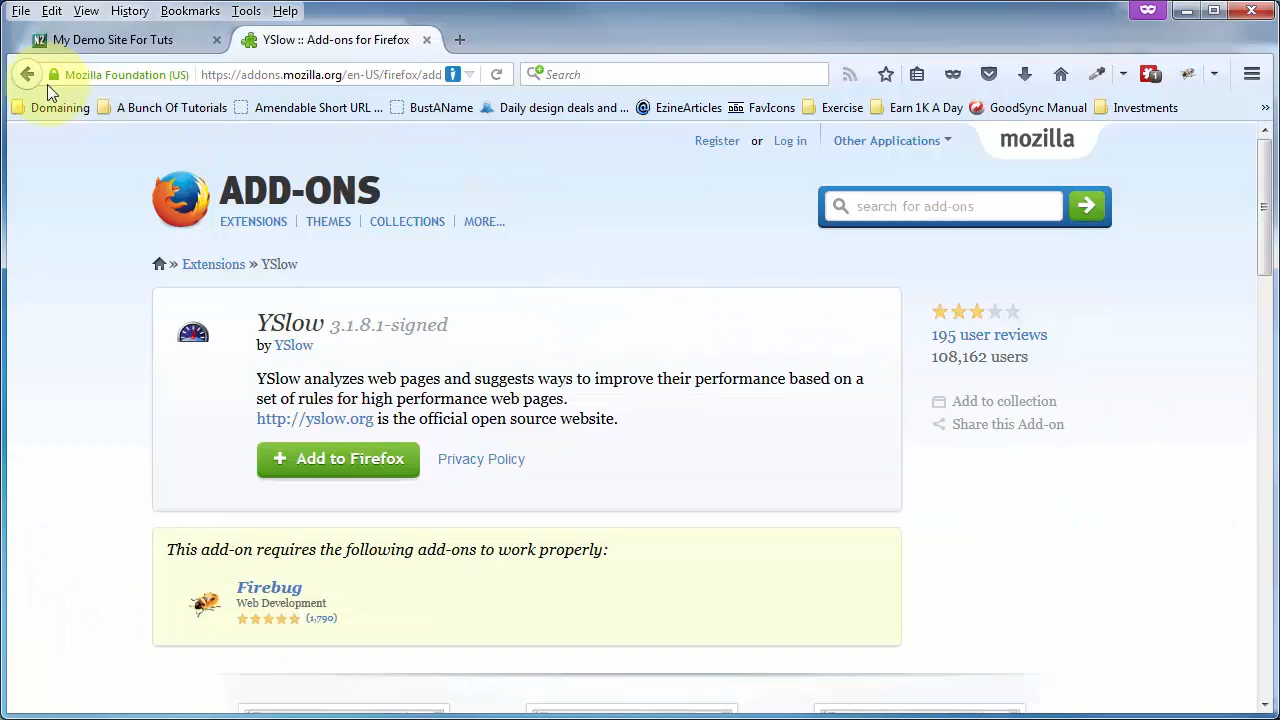 File Edit View History Bookmarks Tools Help
My Demo Site For Tuts × YSlow :: Add-ons for Firefox × +
Mozilla Foundation (US) https://addons.mozilla.org/en-US/firefox/add Search 1
Domaining A Bunch Of Tutorials Amendable Short URL ... BustAName Daily design deals and ... EzineArticles FavIcons Exercise Earn 1K A Day GoodSync Manual Investments »
Register or Log in Other Applications mozilla
ADD-ONS
EXTENSIONS THEMES COLLECTIONS MORE...
search for add-ons
» Extensions » YSlow
YSlow 3.1.8.1-signed
by YSlow
YSlow analyzes web pages and suggests ways to improve their performance based on a
set of rules for high performance web pages.
http://yslow.org is the official open source website.
+ Add to Firefox Privacy Policy
195 user reviews
108,162 users
Add to collection
Share this Add-on
This add-on requires the following add-ons to work properly:
Firebug
Web Development
(1,790)